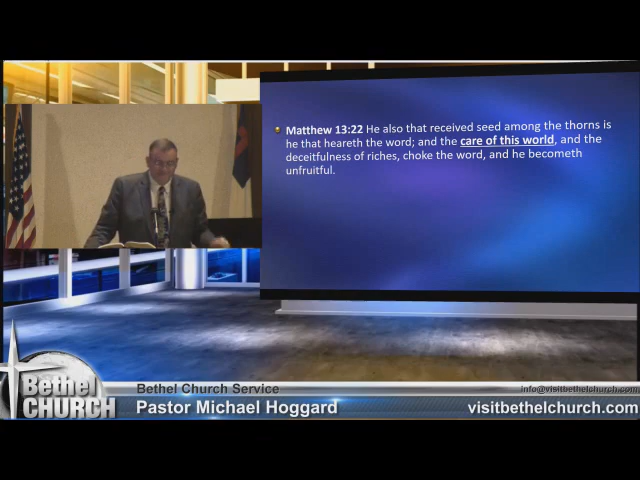 Matthew 13:22 He also that received seed among the thorns is
he that heareth the word; and the care of this world, and the
deceitfulness of riches, choke the word, and he becometh
unfruitful.
Bethel
CHURCH
Bethel Church Service
info@visitbethelchurch.com
Pastor Michael Hoggard
visitbethelchurch.com